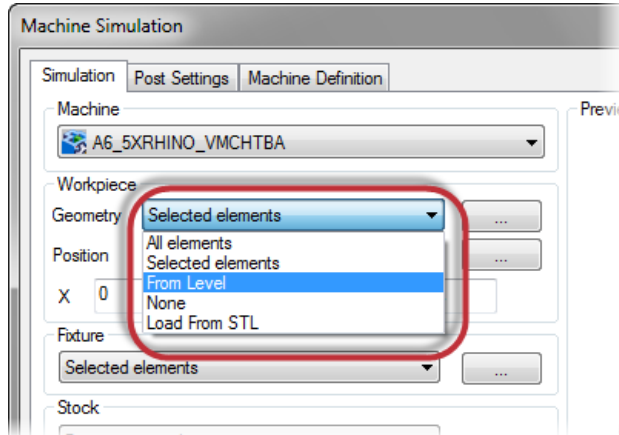 Machine Simulation
Simulation Post Settings Machine Definition
Machine
A6_5XRHINO_VMCHTBA
Workpiece
Geometry Selected elements ...
All elements
Position Selected elements ...
From Level
X 0 None
Load From STL
Fixture
Selected elements ...
Stock